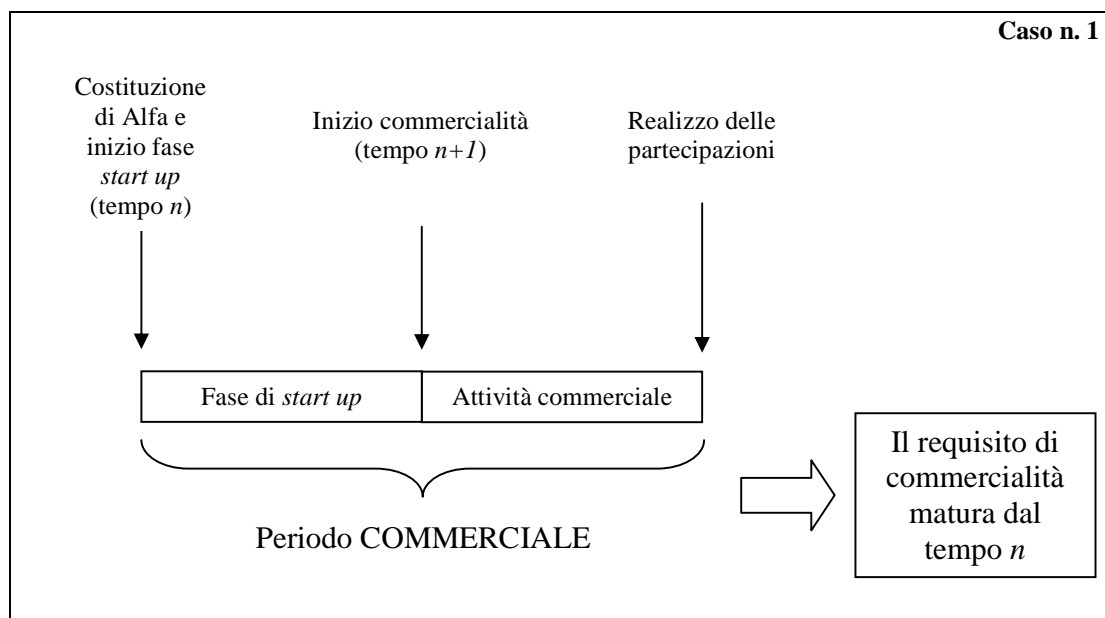 Caso n. 1
Costituzione
di Alfa e
inizio fase
start up
(tempo n)
Inizio commercialità
(tempo n+1)
Realizzo delle
partecipazioni
Fase di start up
Attività commerciale
Periodo COMMERCIALE
Il requisito di
commercialità
matura dal
tempo n